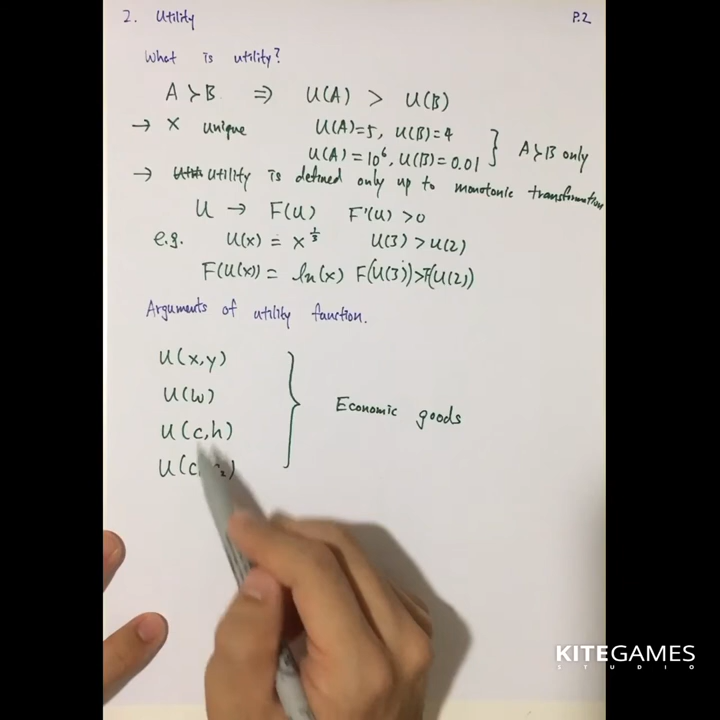 2. Utility P.2
What is utility?
A ≻ B ⇒ U(A) > U(B)
→ X unique U(A)=5, U(B)=4
U(A)=10⁶, U(B)=0.01 } A≻B only
→ utility is defined only up to monotonic transformation
U → F(U) F'(U) >0
e.g. U(x) = x^⅓ U(3) > U(2)
F(U(x)) = ln(x) F(U(3))>F(U(2))
Arguments of utility function.
U(x,y)
U(w)
U(c,h) } Economic goods
U(c
KITEGAMES
STUDIO